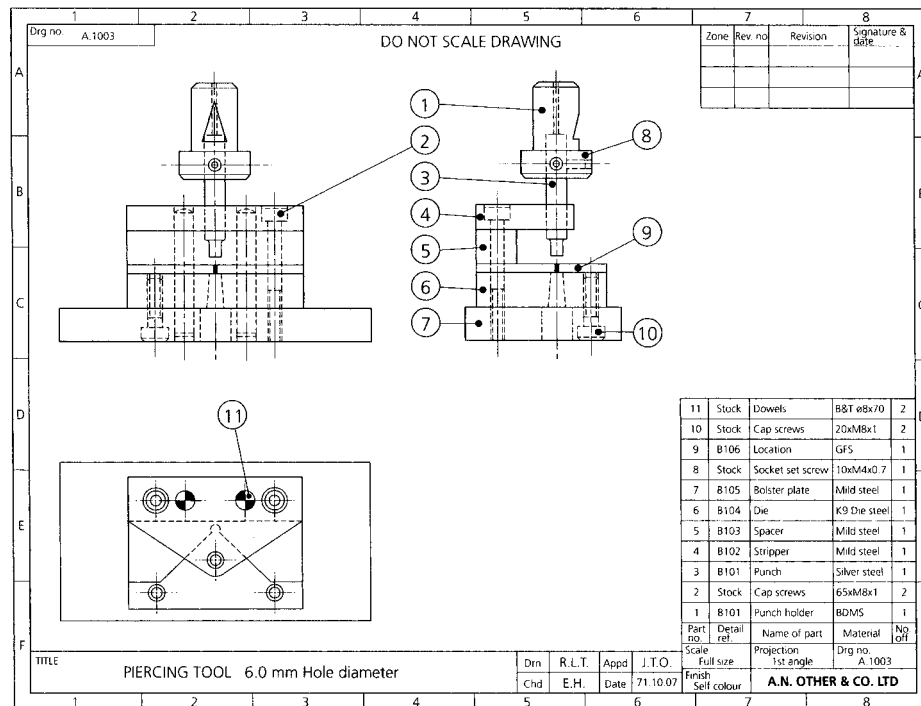 1 2 3 4 5 6 7 8
Drg no. A.1003
DO NOT SCALE DRAWING
Zone Rev. no Revision Signature & date
A
B
C
D
E
F
1
2
3
4
5
6
7
8
9
10
11
11 Stock Dowels B&T ø8x70 2
10 Stock Cap screws 20xM8x1 2
9 B106 Location GFS 1
8 Stock Socket set screw 10xM4x0.7 1
7 B105 Bolster plate Mild steel 1
6 B104 Die K9 Die steel 1
5 B103 Spacer Mild steel 1
4 B102 Stripper Mild steel 1
3 B101 Punch Silver steel 1
2 Stock Cap screws 65xM8x1 2
1 B101 Punch holder BDMS 1
Part no. Detail ref. Name of part Material No off
TITLE
PIERCING TOOL 6.0 mm Hole diameter
Drn R.L.T. Appd J.T.O.
Chd E.H. Date 71.10.07
Scale Full size
Projection 1st angle
Drg no. A.1003
Finish Self colour
A.N. OTHER & CO. LTD
1 2 3 4 5 6 7 8